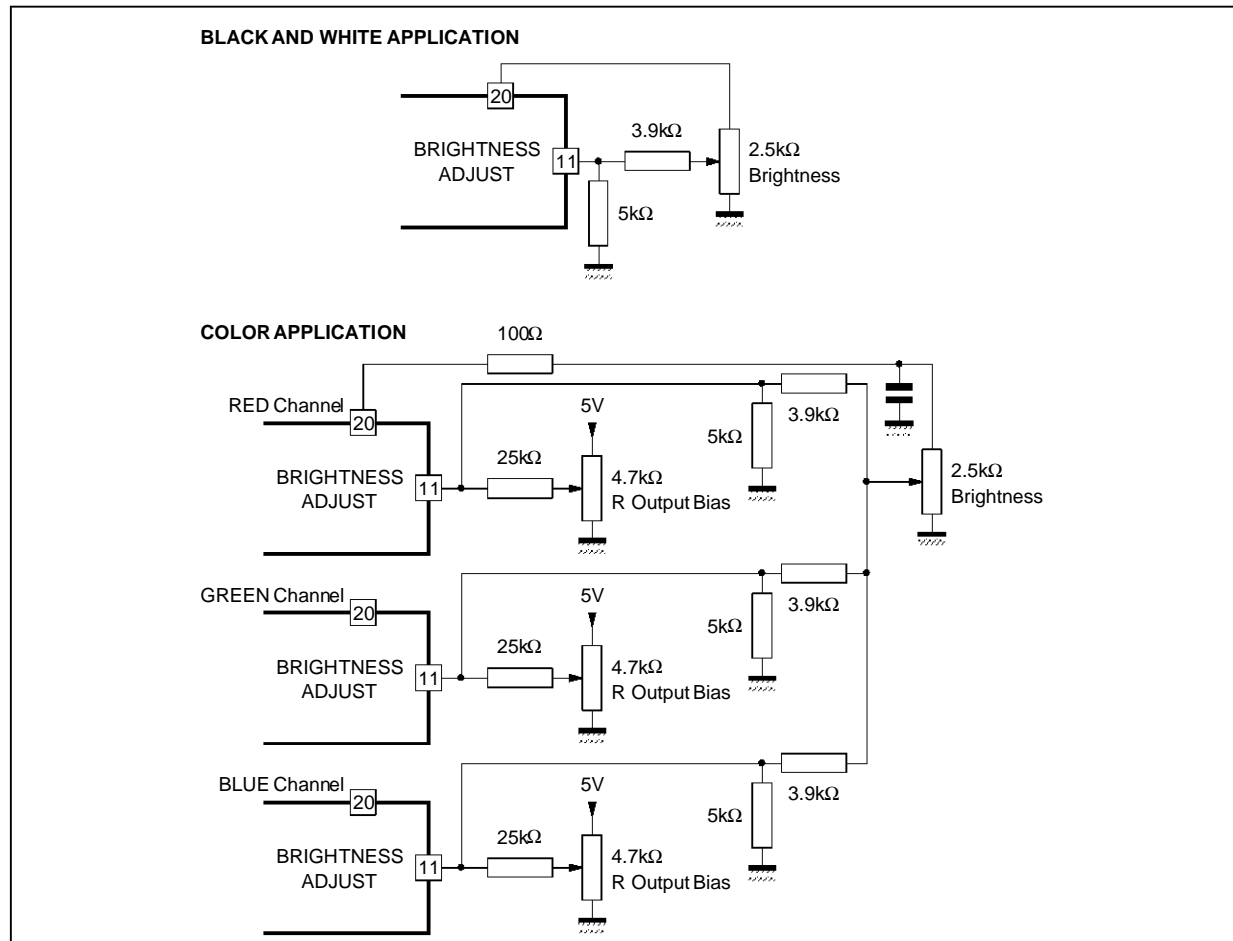 BLACK AND WHITE APPLICATION
20
BRIGHTNESS
ADJUST
11
3.9kΩ
2.5kΩ
Brightness
5kΩ
COLOR APPLICATION
100Ω
RED Channel
20
BRIGHTNESS
ADJUST
11
25kΩ
5V
4.7kΩ
R Output Bias
5kΩ
3.9kΩ
2.5kΩ
Brightness
GREEN Channel
20
BRIGHTNESS
ADJUST
11
25kΩ
5V
4.7kΩ
R Output Bias
5kΩ
3.9kΩ
BLUE Channel
20
BRIGHTNESS
ADJUST
11
25kΩ
5V
4.7kΩ
R Output Bias
5kΩ
3.9kΩ